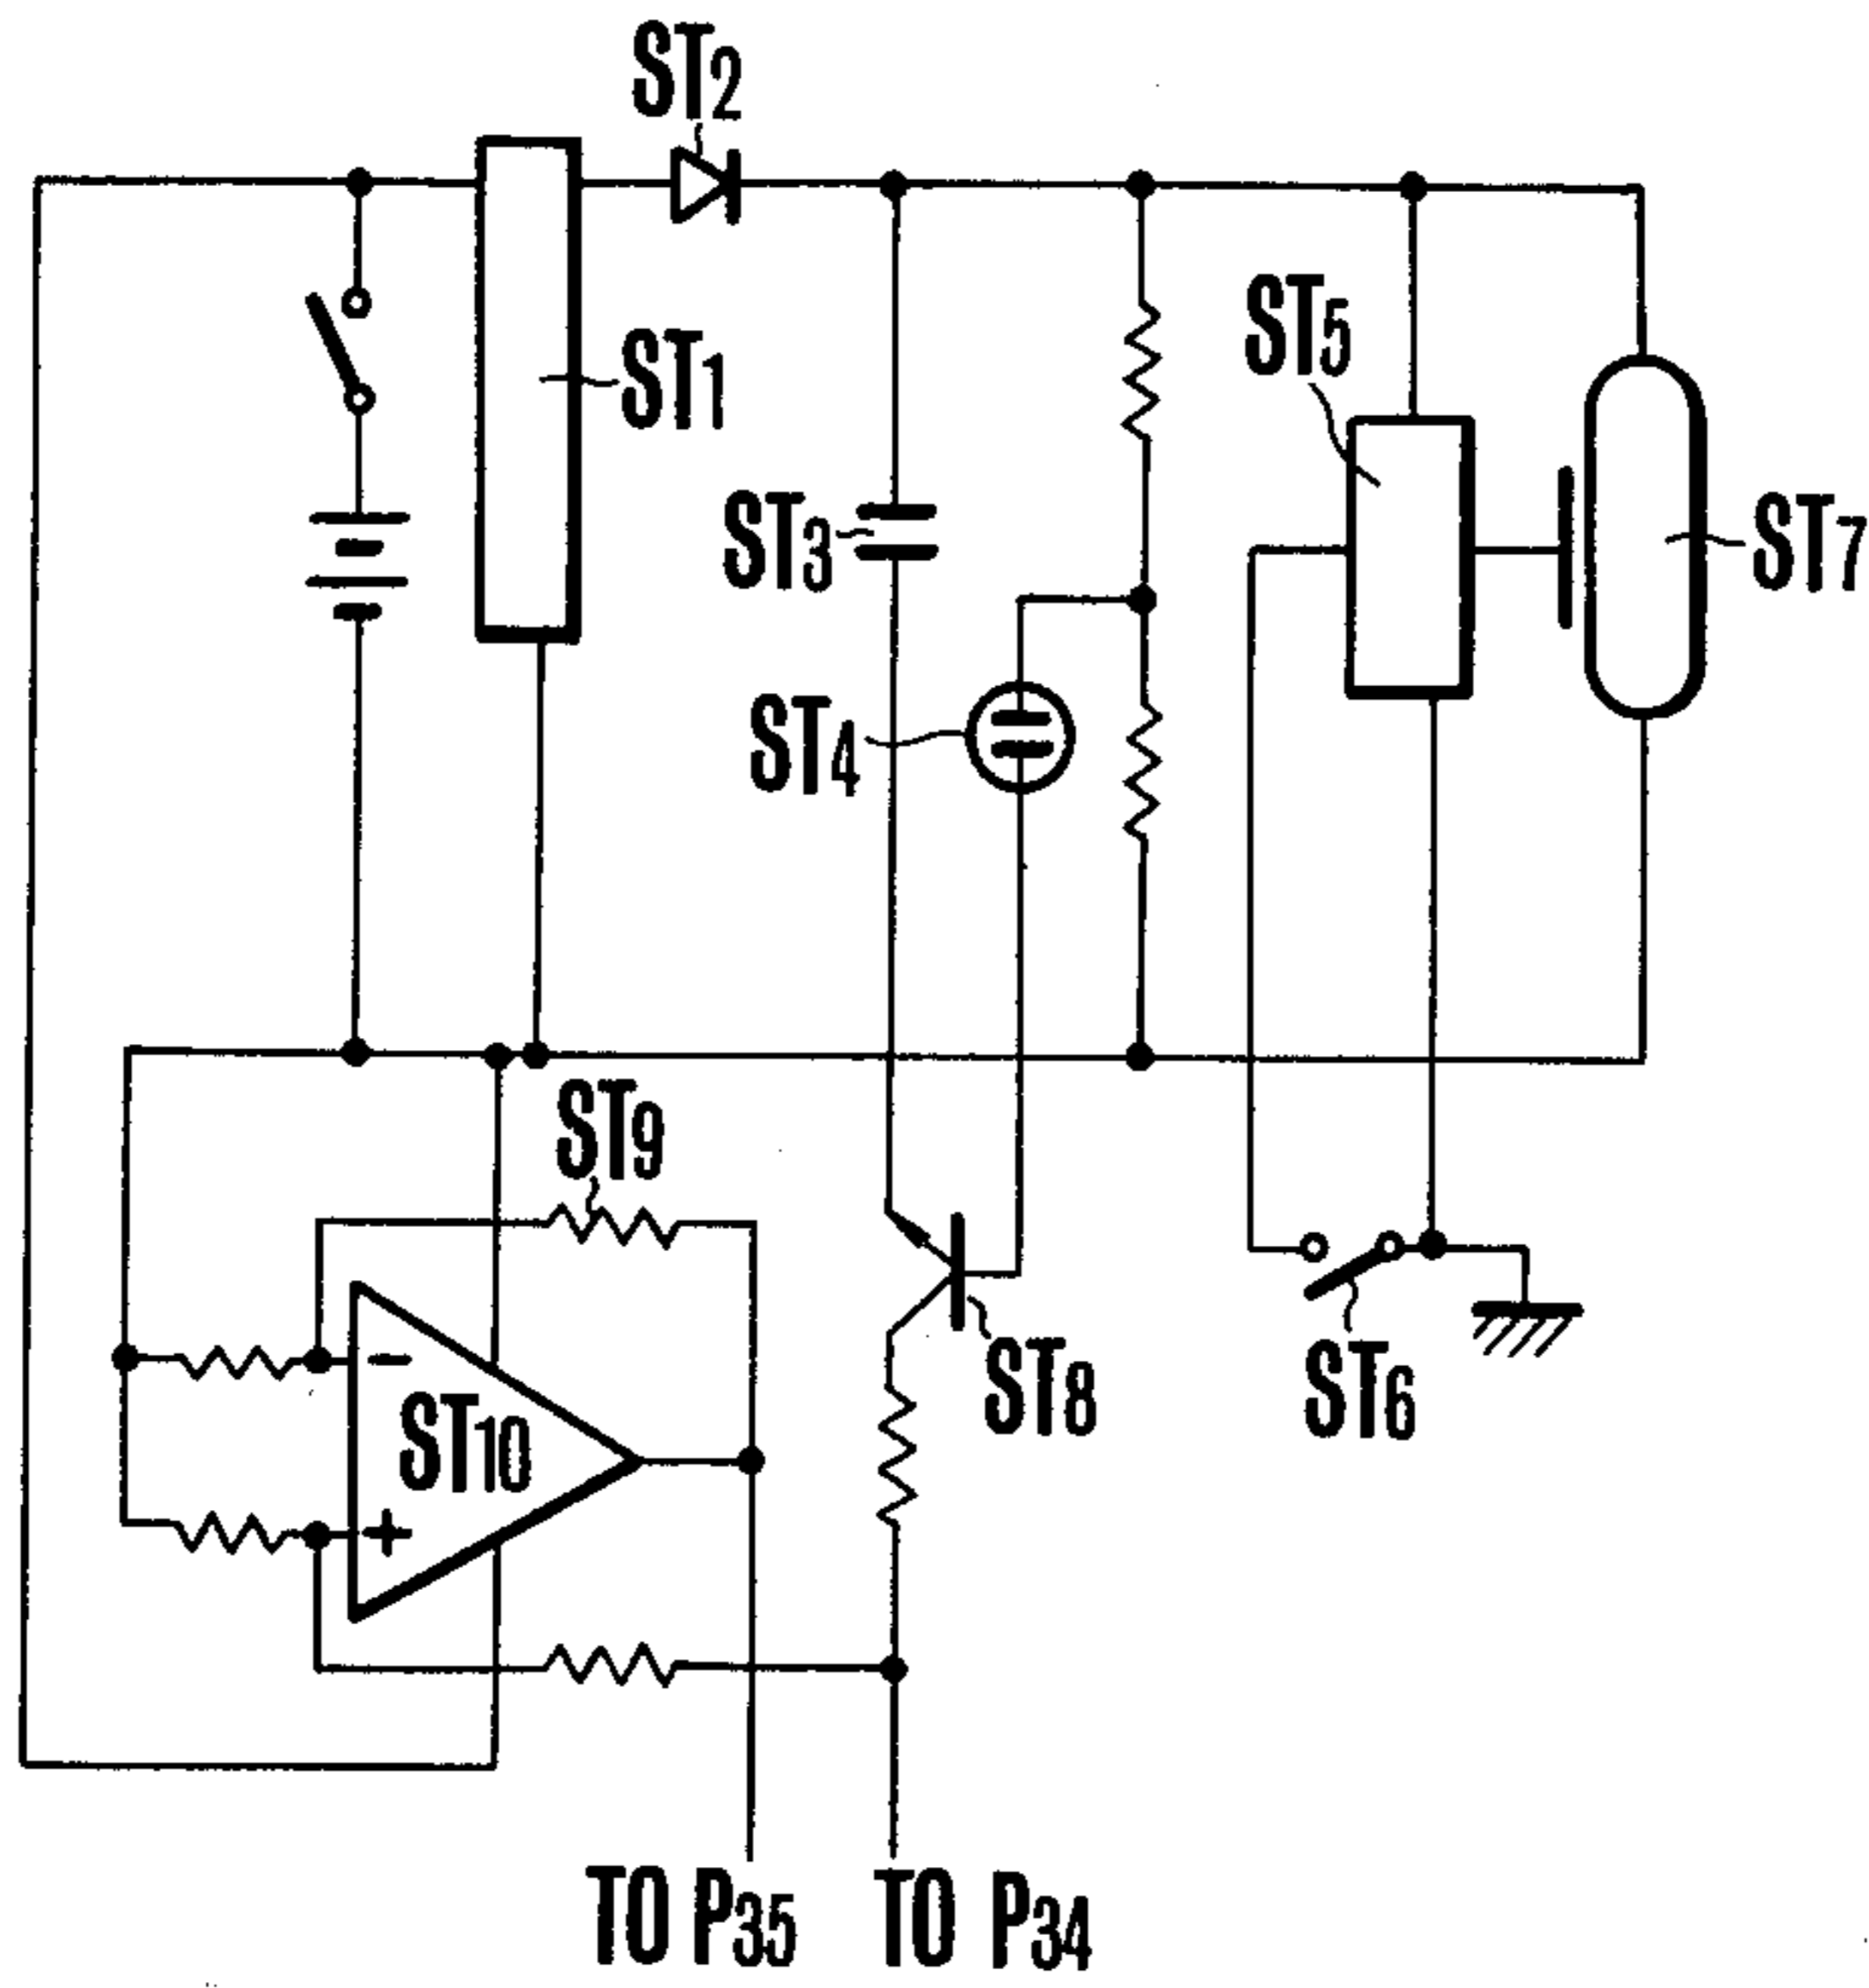 ST2
ST1
ST5
ST3
ST7
ST4
ST9
ST8
ST6
ST10
-
+
TO P35
TO P34